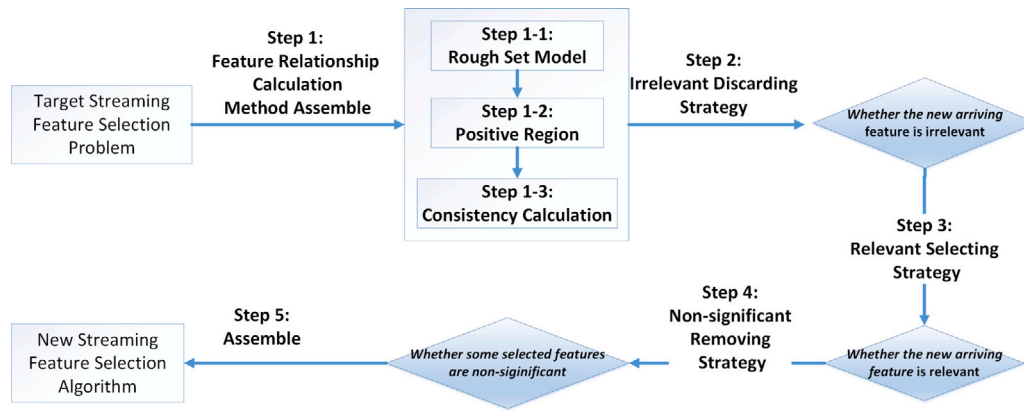 Target Streaming
Feature Selection
Problem
Step 1:
Feature Relationship
Calculation
Method Assemble
Step 1-1:
Rough Set Model
Step 1-2:
Positive Region
Step 1-3:
Consistency Calculation
Step 2:
Irrelevant Discarding
Strategy
Whether the new arriving
feature is irrelevant
Step 3:
Relevant Selecting
Strategy
Whether the new arriving
feature is relevant
Step 4:
Non-significant
Removing
Strategy
Whether some selected features
are non-siginificant
Step 5:
Assemble
New Streaming
Feature Selection
Algorithm